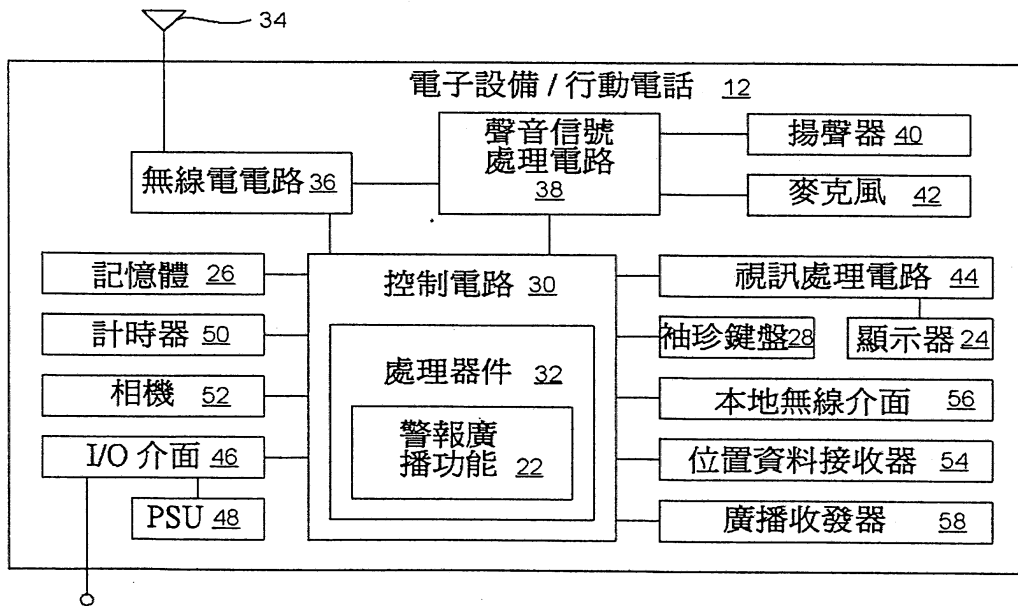 34
電子設備 / 行動電話 12
無線電電路 36
聲音信號
處理電路
38
揚聲器 40
麥克風 42
記憶體 26
計時器 50
相機 52
I/O 介面 46
PSU 48
控制電路 30
處理器件 32
警報廣
播功能 22
視訊處理電路 44
袖珍鍵盤 28
顯示器 24
本地無線介面 56
位置資料接收器 54
廣播收發器 58